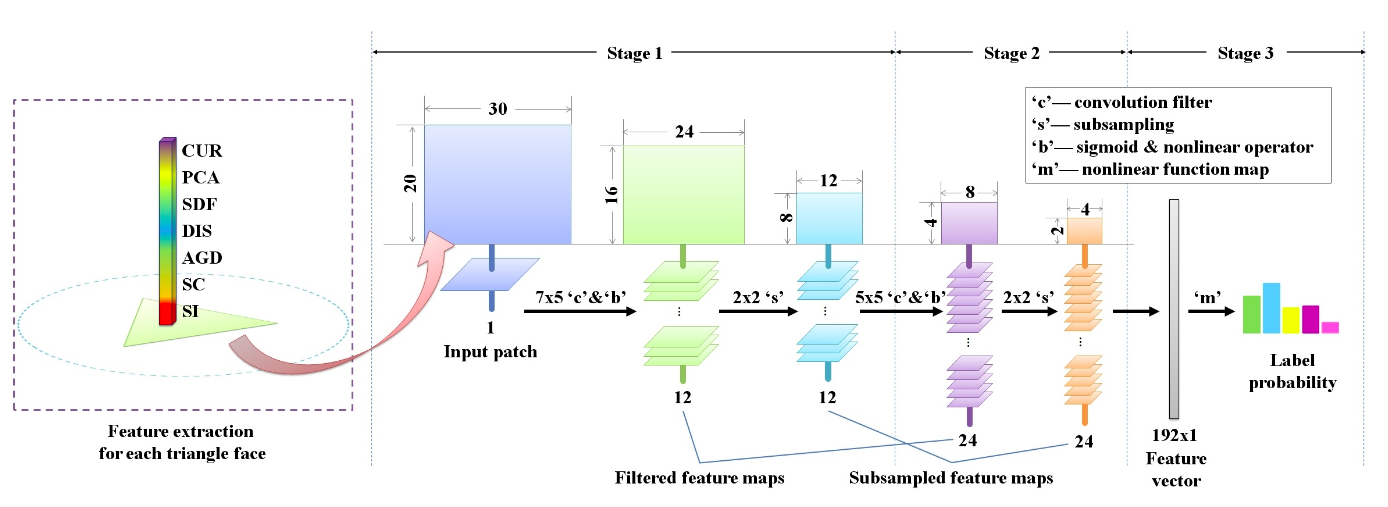 Stage 1
Stage 2
Stage 3
‘c’— convolution filter
‘s’— subsampling
‘b’— sigmoid & nonlinear operator
‘m’— nonlinear function map
CUR
PCA
SDF
DIS
AGD
SC
SI
Feature extraction
for each triangle face
30
20
1
Input patch
7x5 ‘c’&‘b’
24
16
12
2x2 ‘s’
12
8
12
5x5 ‘c’&‘b’
8
4
24
2x2 ‘s’
4
2
24
Filtered feature maps
Subsampled feature maps
192x1
Feature
vector
‘m’
Label
probability